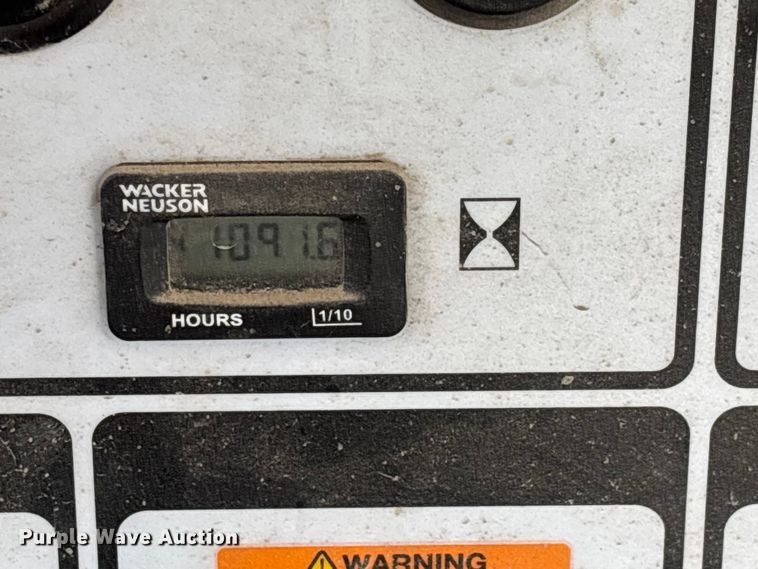 WACKER
NEUSON
1091.6
HOURS 1/10
WARNING
Purple Wave Auction